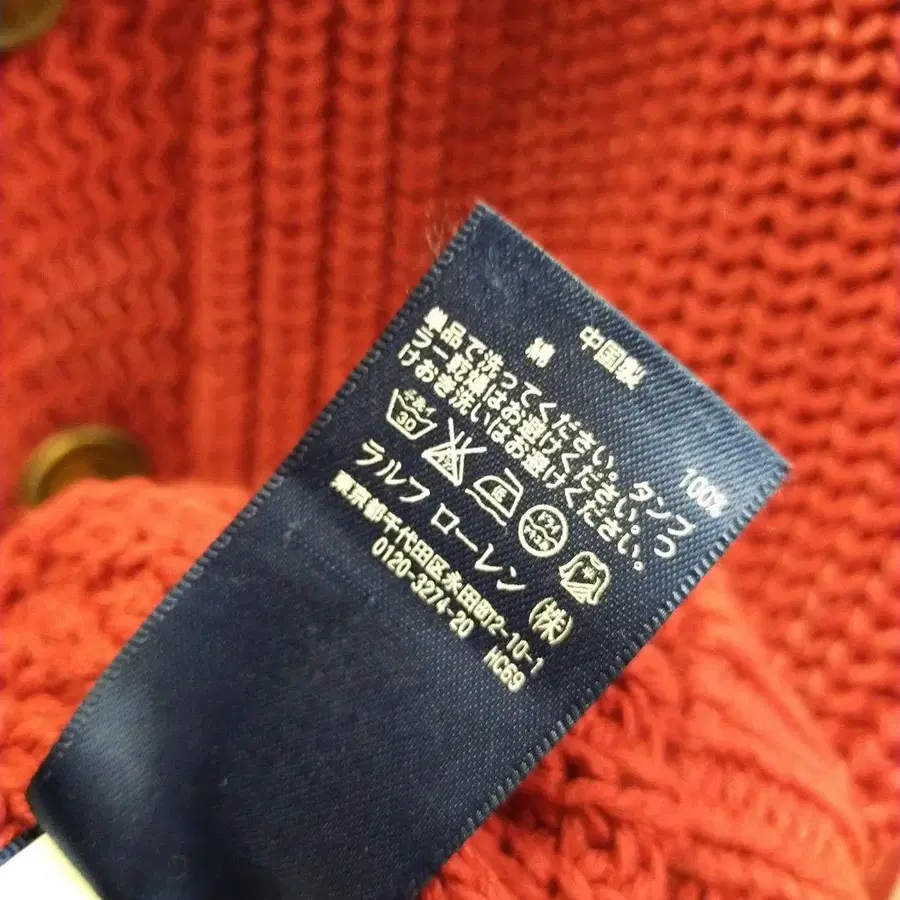 中国製
綿 100%
単品で洗ってください。タンブ
ラー乾燥はお避けください。つ
けおき洗いはお避けください。
ラルフ ローレン (株)
東京都千代田区永田町2-10-1
0120-3274-20 HC69